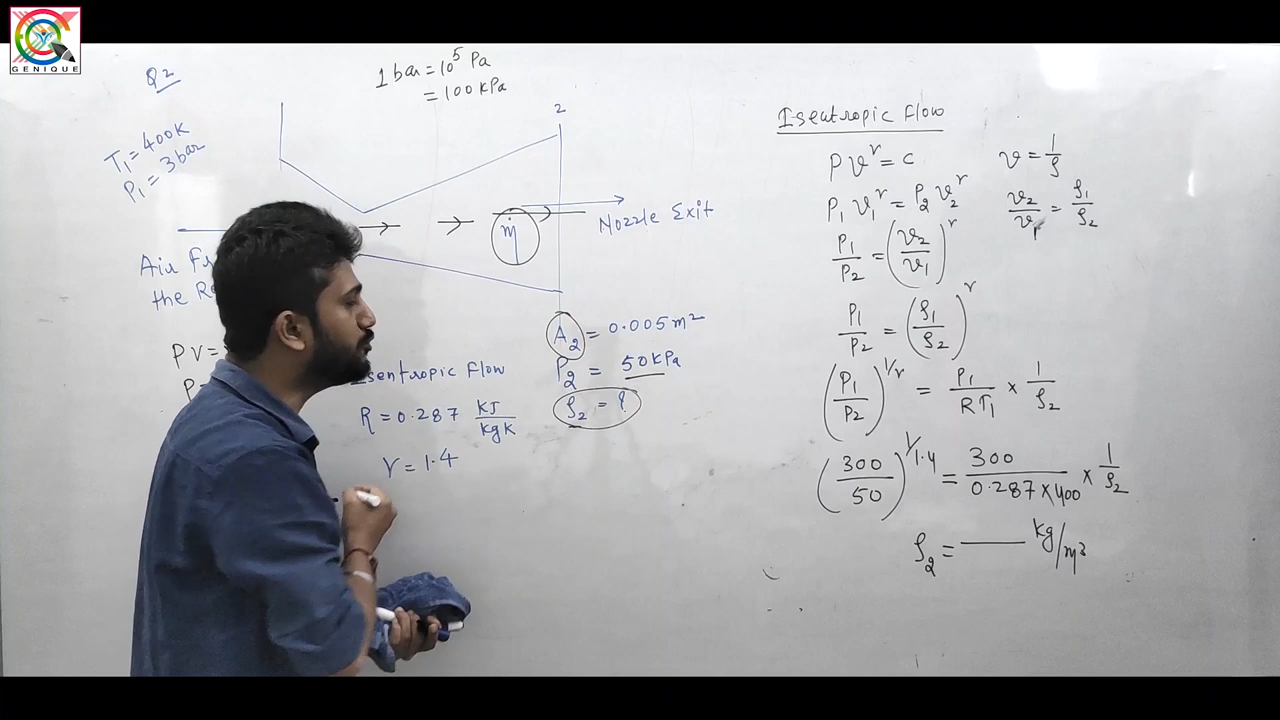 GENIQUE
Q2
1 bar = 10⁵ Pa
= 100 kPa
T₁ = 400K
P₁ = 3 bar
2
ṁ
Nozzle Exit
Air Fr
the Re
PV =
P
Isentropic Flow
R = 0.287 KJ/KgK
γ = 1.4
A₂ = 0.005 m²
P₂ = 50 kPa
ρ₂ = ?
Isentropic Flow
Pv^γ = C
v = 1/ρ
P₁v₁^γ = P₂v₂^γ
v₂/v₁ = ρ₁/ρ₂
P₁/P₂ = (v₂/v₁)^γ
P₁/P₂ = (ρ₁/ρ₂)^γ
(P₁/P₂)^1/γ = P₁/RT₁ × 1/ρ₂
(300/50)^1/1.4 = 300/0.287×400 × 1/ρ₂
ρ₂ = —— kg/m³